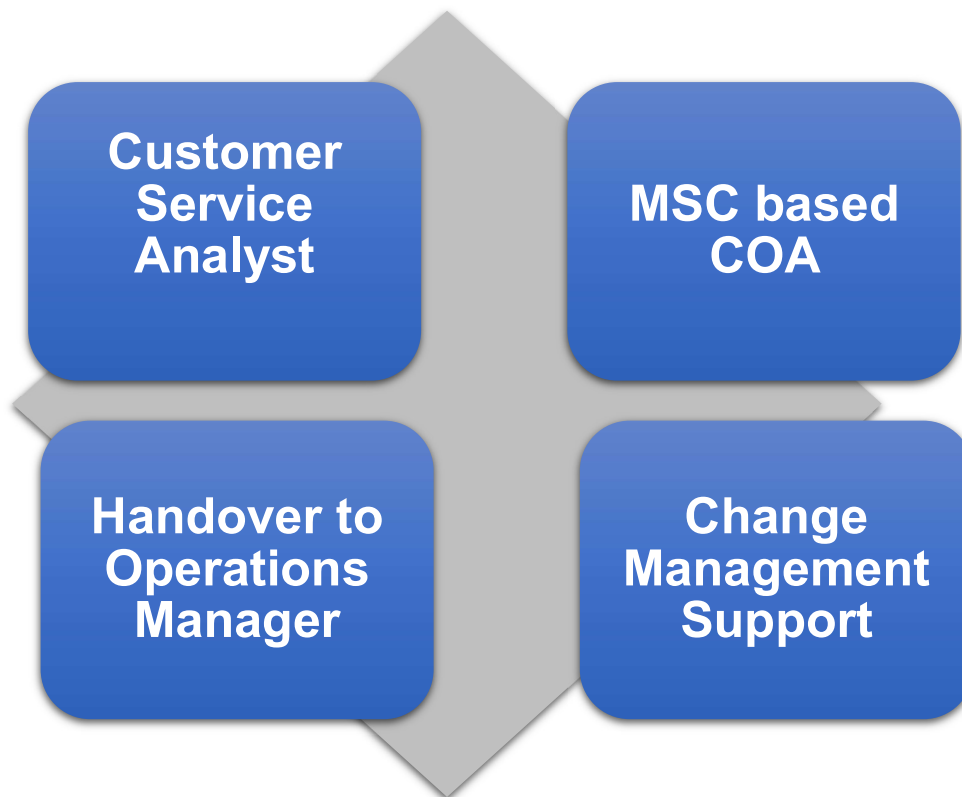 Customer
Service
Analyst
MSC based
COA
Handover to
Operations
Manager
Change
Management
Support